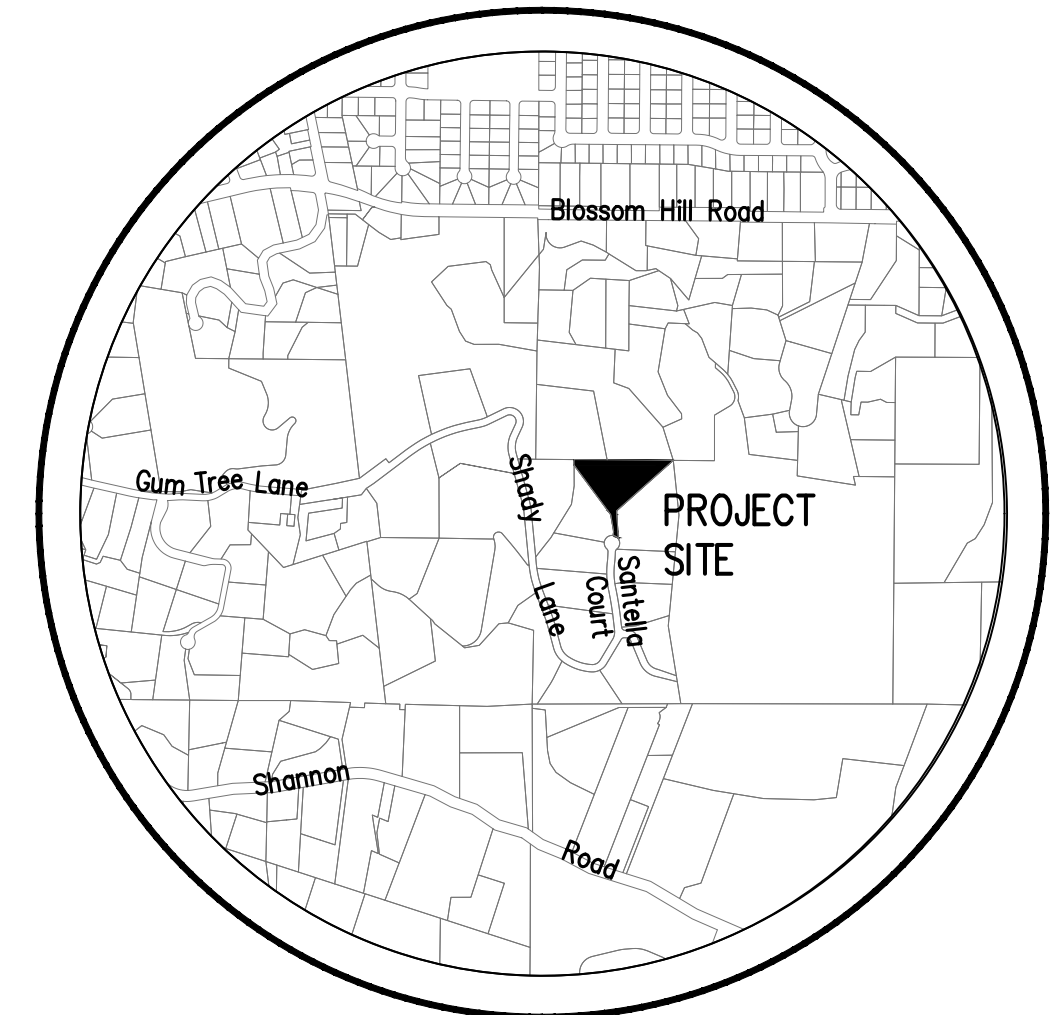 Blossom Hill Road
Gum Tree Lane
Shady
Lane
PROJECT
SITE
Santella
Court
Shannon
Road